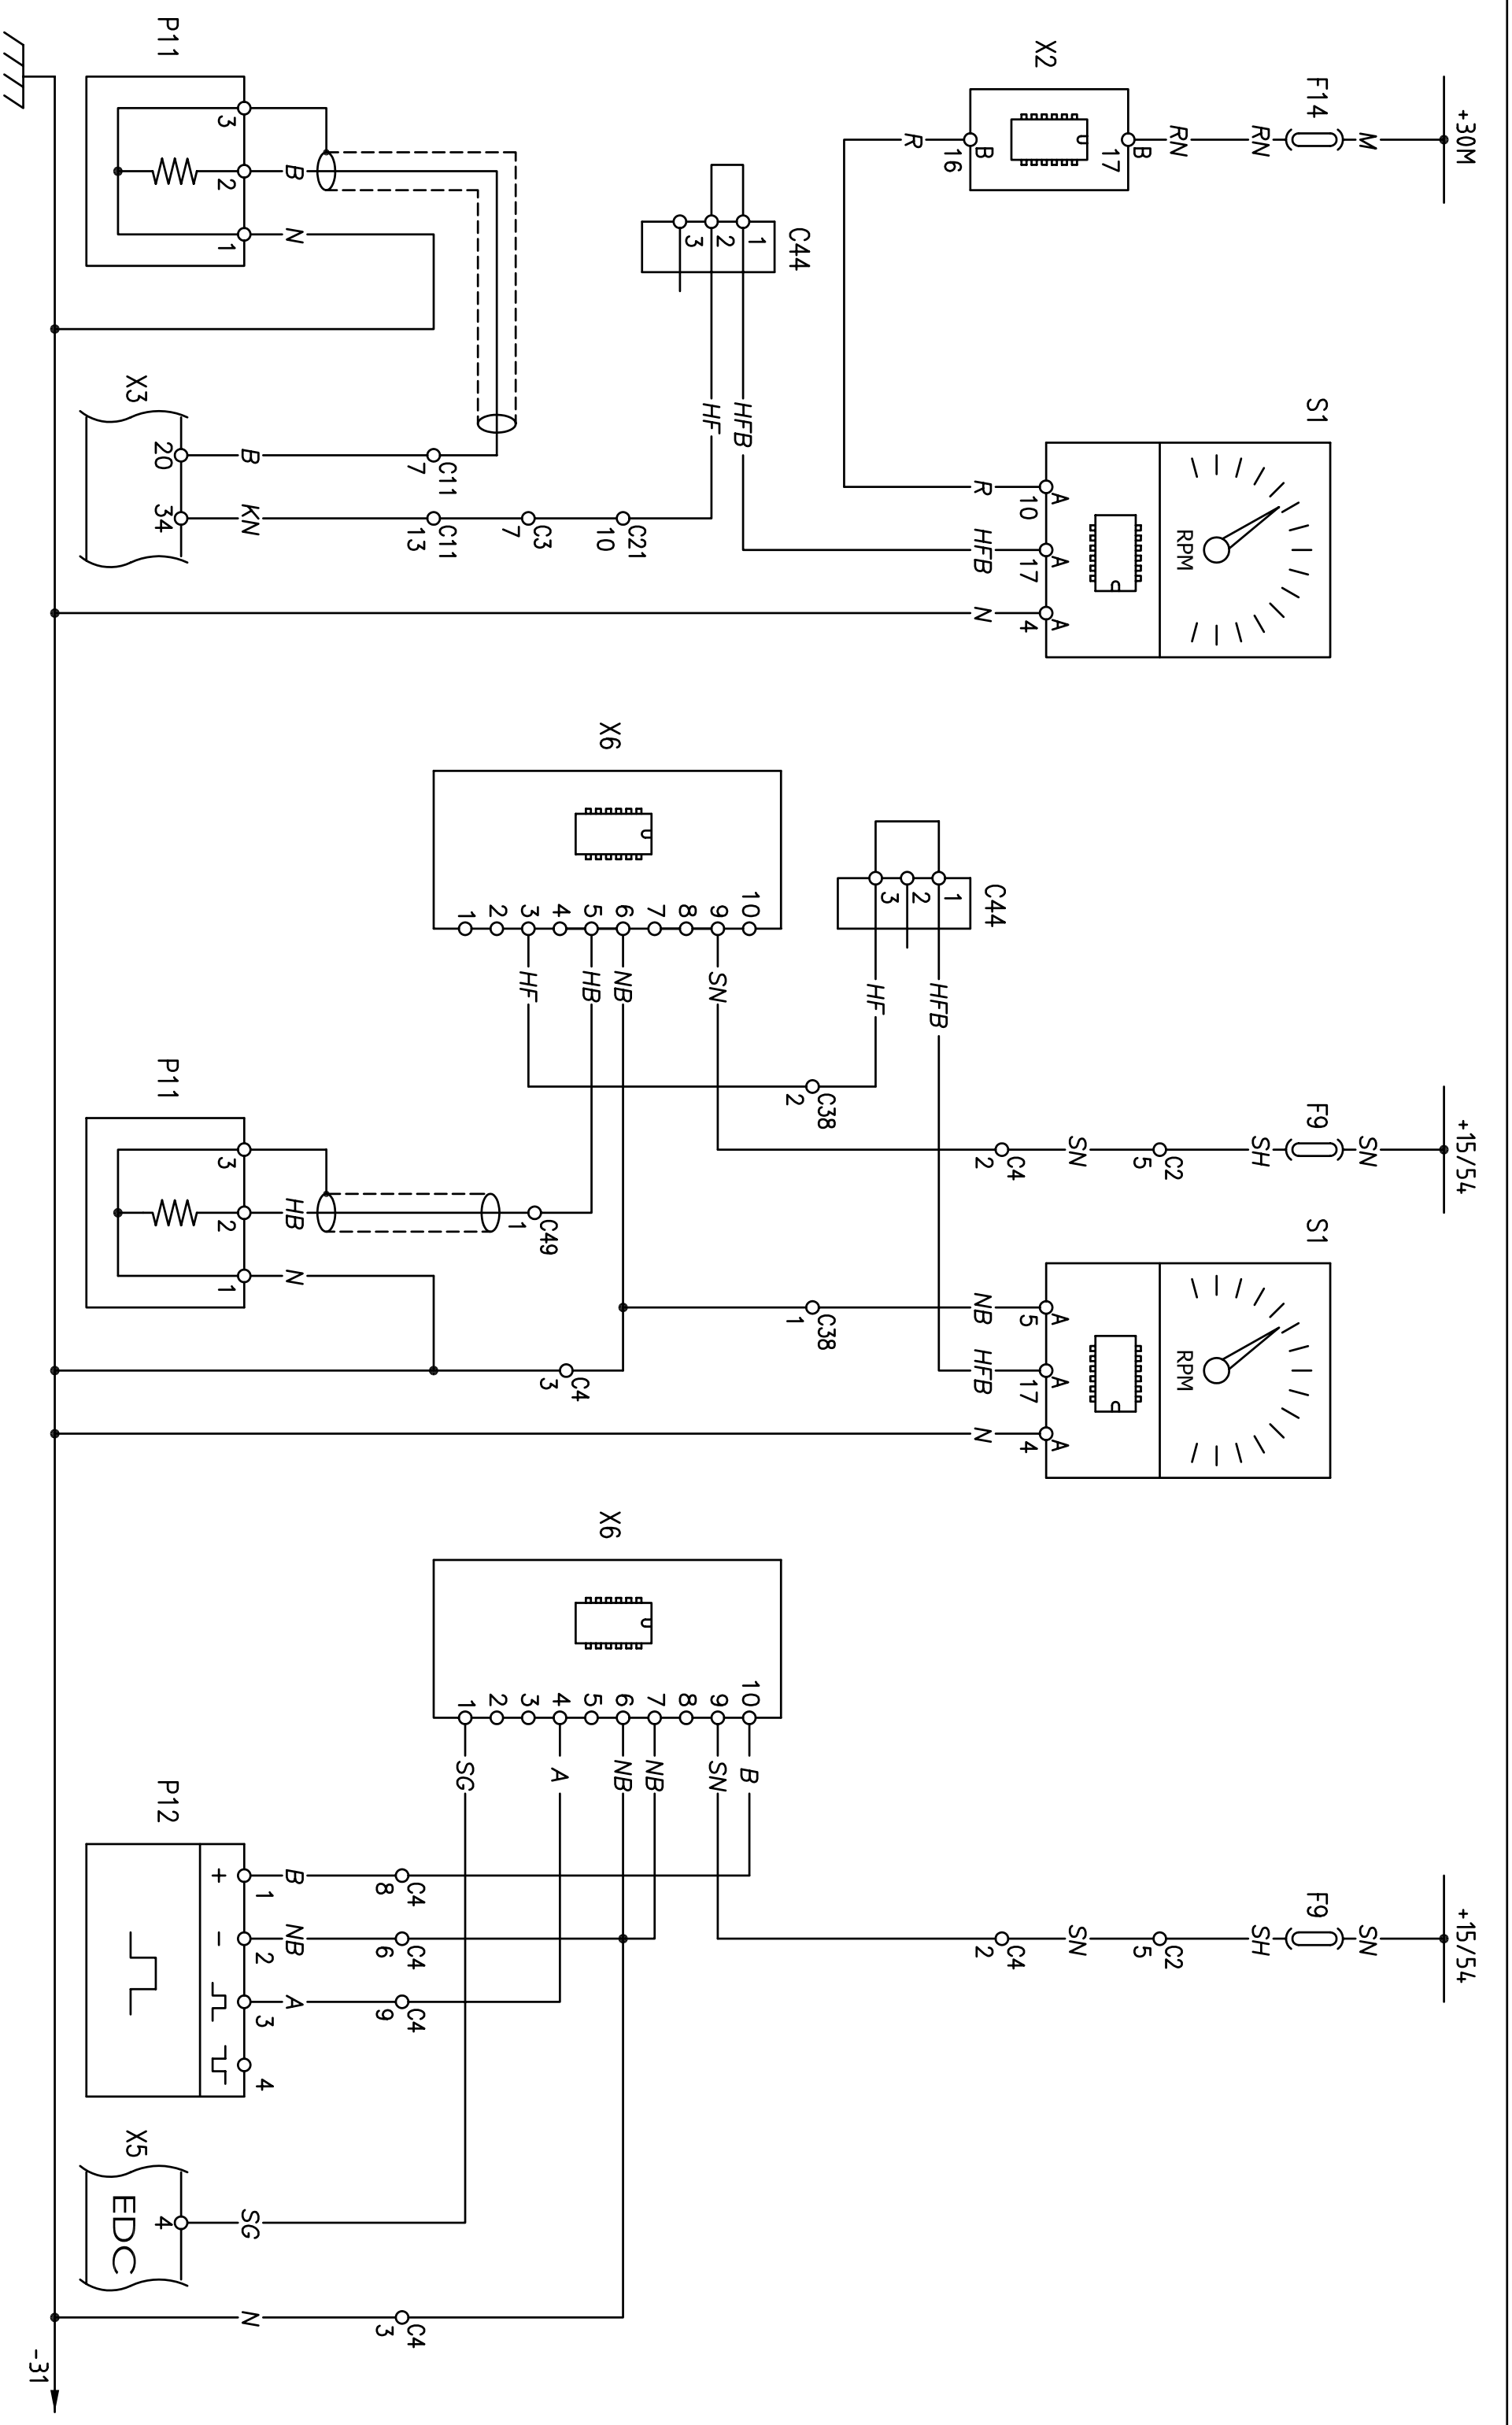 +30M
M
F14
RN
RN
B
17
X2
B
16
R
S1
RPM
A
10
A
17
A
4
R
HFB
N
C44
1
2
3
HFB
HF
C21
10
C3
7
C11
13
C11
7
B
KN
X3
20
34
P11
3
2
1
B
N
+15/54
SN
F9
SH
C2
5
SN
C4
2
S1
RPM
A
5
A
17
A
4
NB
HFB
N
C44
1
2
3
HFB
HF
C38
2
C38
1
X6
10
9
8
7
6
5
4
3
2
1
SN
NB
HB
HF
C49
1
C4
3
P11
3
2
1
HB
N
+15/54
SN
F9
SH
C2
5
SN
C4
2
X6
10
9
8
7
6
5
4
3
2
1
B
SN
NB
NB
A
SG
C4
8
C4
6
C4
9
C4
3
B
NB
A
P12
+
1
-
2
3
4
X5
EDC
4
SG
N
-31